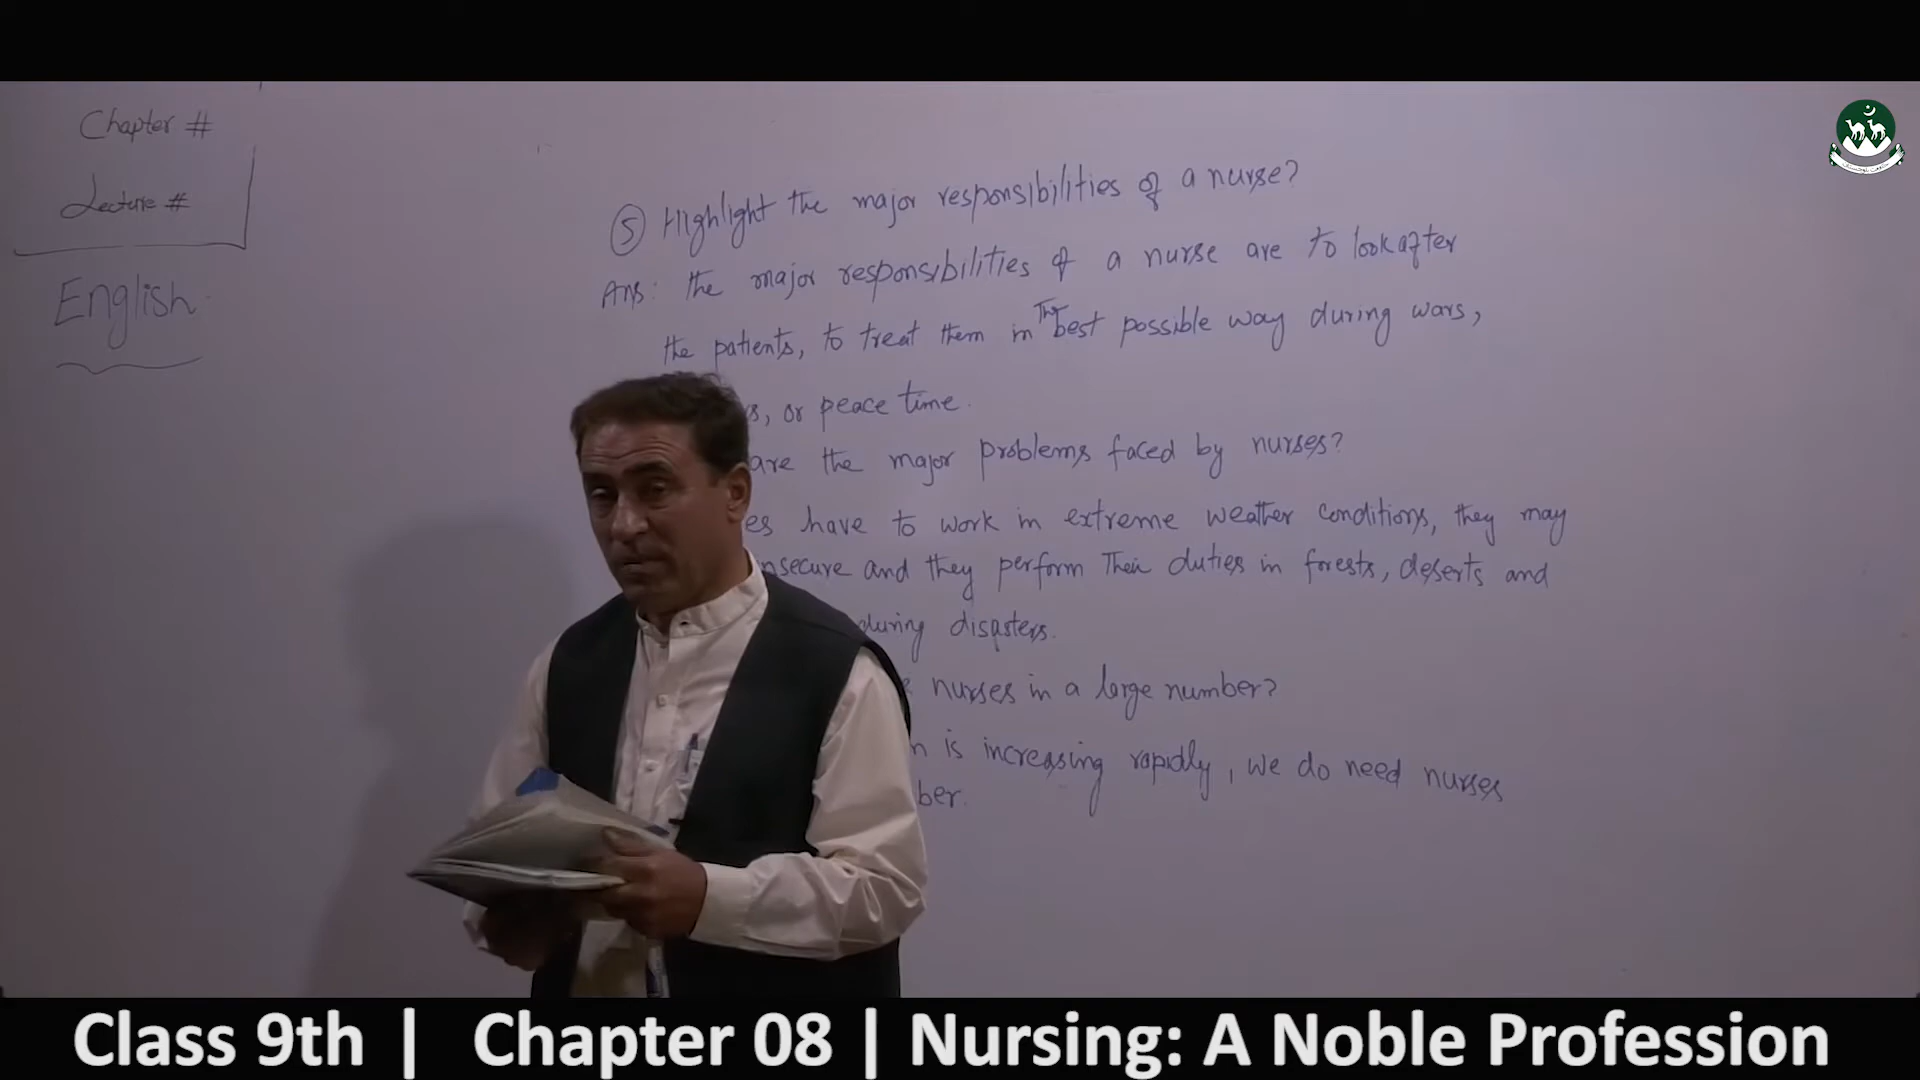 Chapter #
Lecture #
English
5 Highlight the major responsibilities of a nurse?
Ans: the major responsibilities of a nurse are to look after
the patients, to treat them in The best possible way during wars,
or peace time.
are the major problems faced by nurses?
have to work in extreme weather conditions, they may
and they perform Their duties in forests, deserts and
during disasters.
nurses in a large number?
is increasing rapidly, we do need nurses
Class 9th | Chapter 08 | Nursing: A Noble Profession